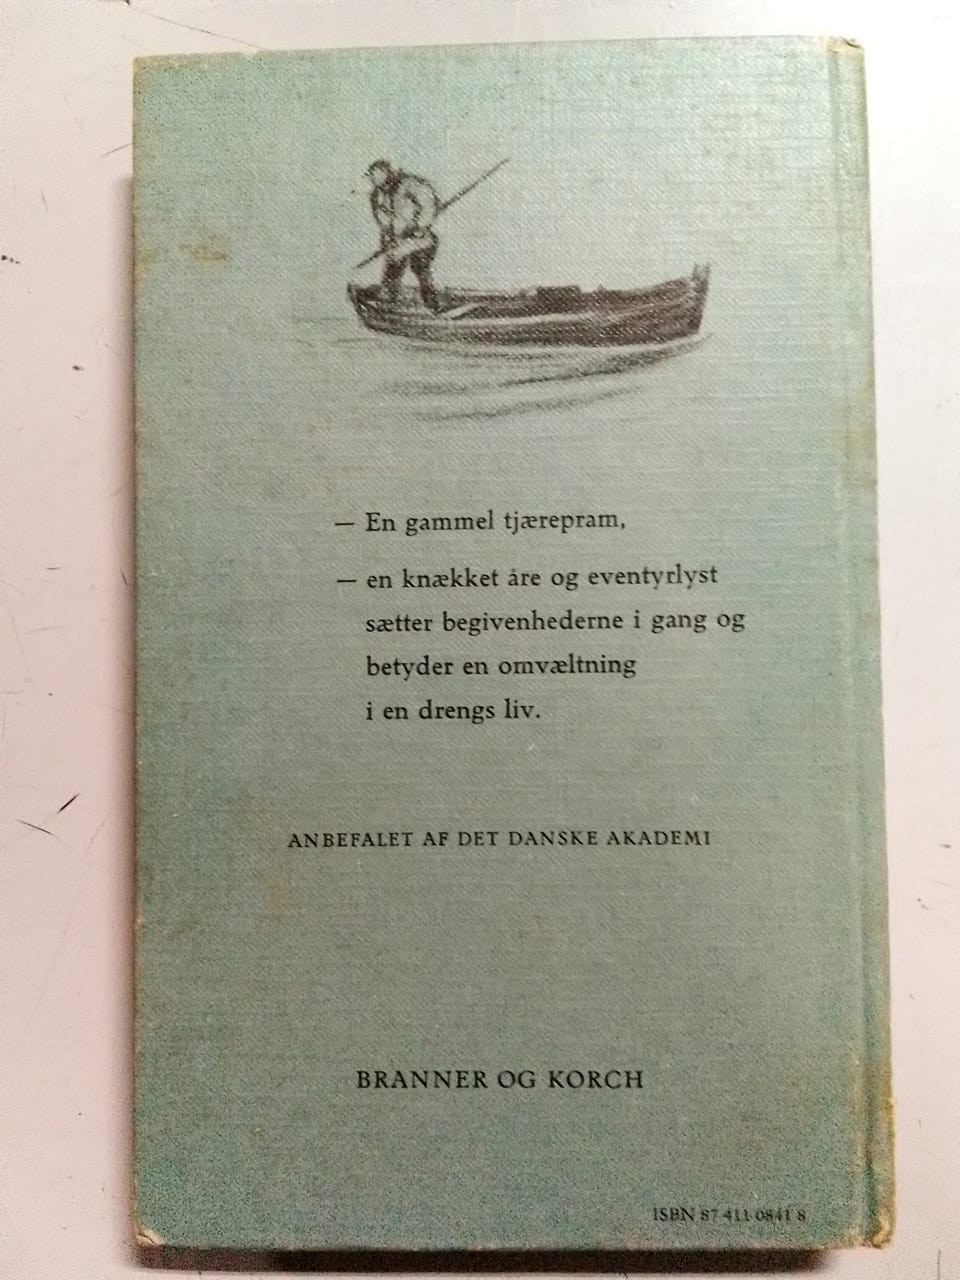 — En gammel tjærepram,
— en knækket åre og eventyrlyst
sætter begivenhederne i gang og
betyder en omvæltning
i en drengs liv.
ANBEFALET AF DET DANSKE AKADEMI
BRANNER OG KORCH
ISBN 87 411 0841 8